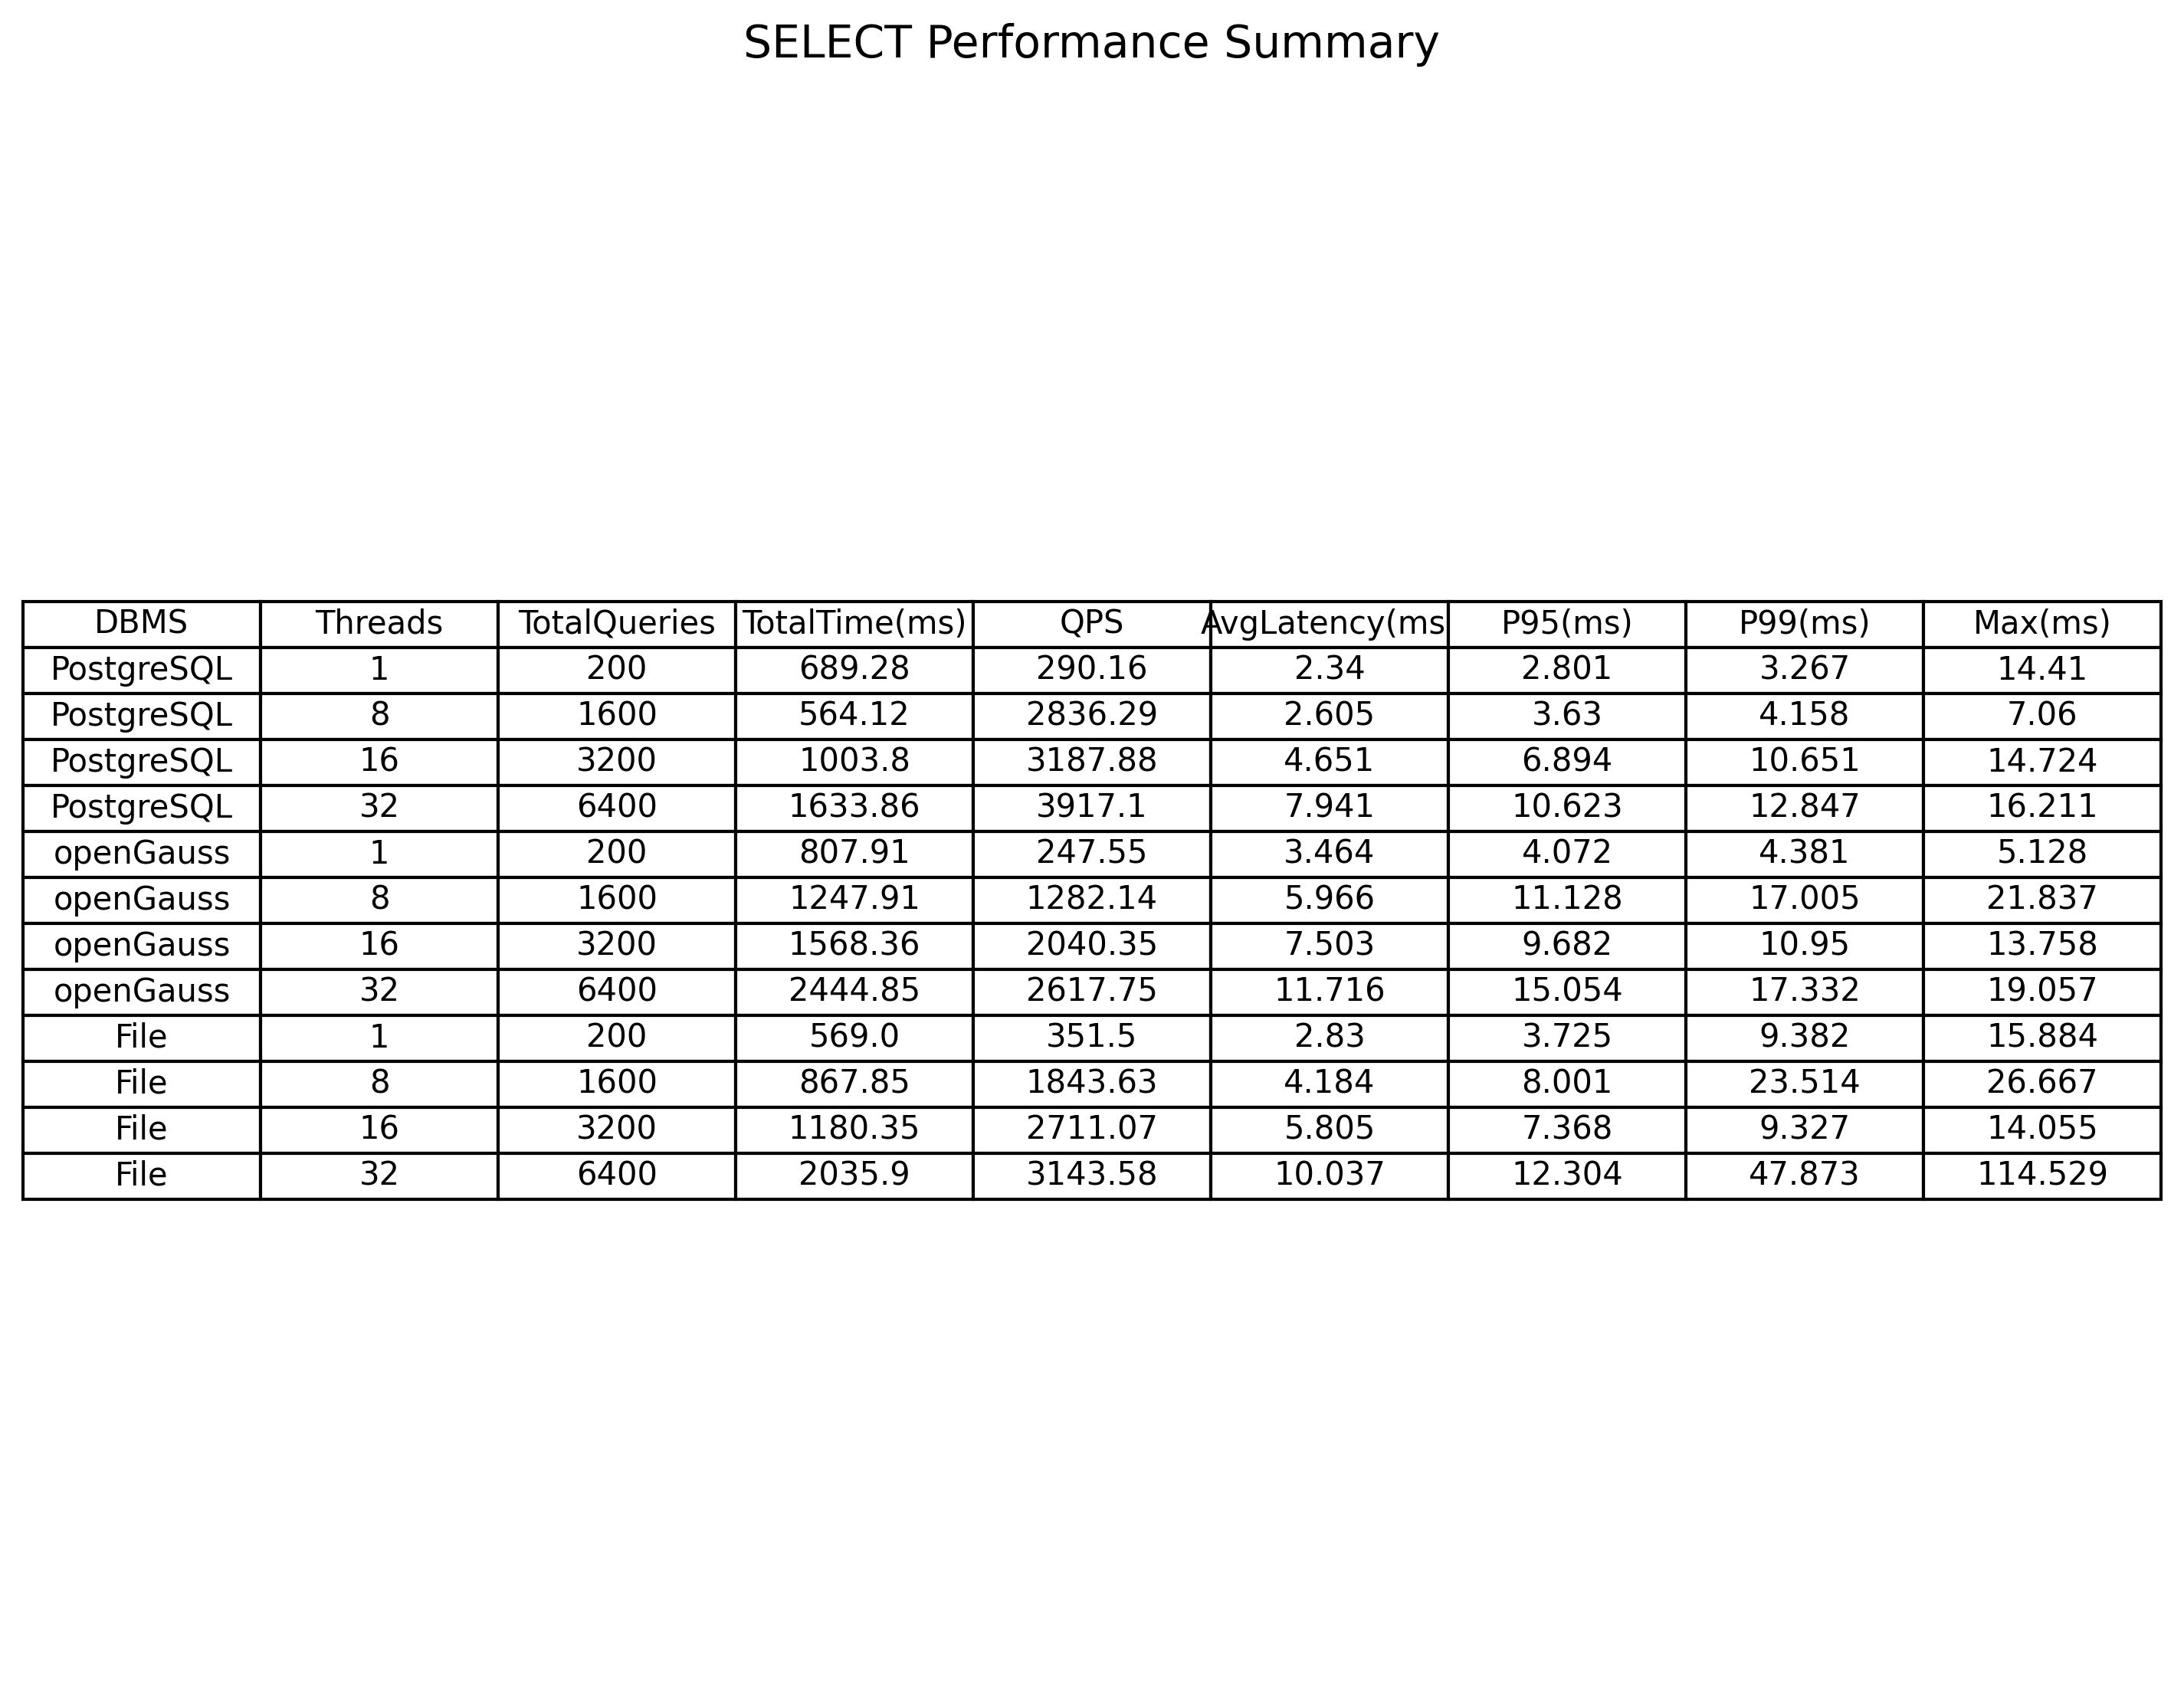 SELECT Performance Summary
DBMS Threads TotalQueries TotalTime(ms) QPS AvgLatency(ms P95(ms) P99(ms) Max(ms)
PostgreSQL 1 200 689.28 290.16 2.34 2.801 3.267 14.41
PostgreSQL 8 1600 564.12 2836.29 2.605 3.63 4.158 7.06
PostgreSQL 16 3200 1003.8 3187.88 4.651 6.894 10.651 14.724
PostgreSQL 32 6400 1633.86 3917.1 7.941 10.623 12.847 16.211
openGauss 1 200 807.91 247.55 3.464 4.072 4.381 5.128
openGauss 8 1600 1247.91 1282.14 5.966 11.128 17.005 21.837
openGauss 16 3200 1568.36 2040.35 7.503 9.682 10.95 13.758
openGauss 32 6400 2444.85 2617.75 11.716 15.054 17.332 19.057
File 1 200 569.0 351.5 2.83 3.725 9.382 15.884
File 8 1600 867.85 1843.63 4.184 8.001 23.514 26.667
File 16 3200 1180.35 2711.07 5.805 7.368 9.327 14.055
File 32 6400 2035.9 3143.58 10.037 12.304 47.873 114.529